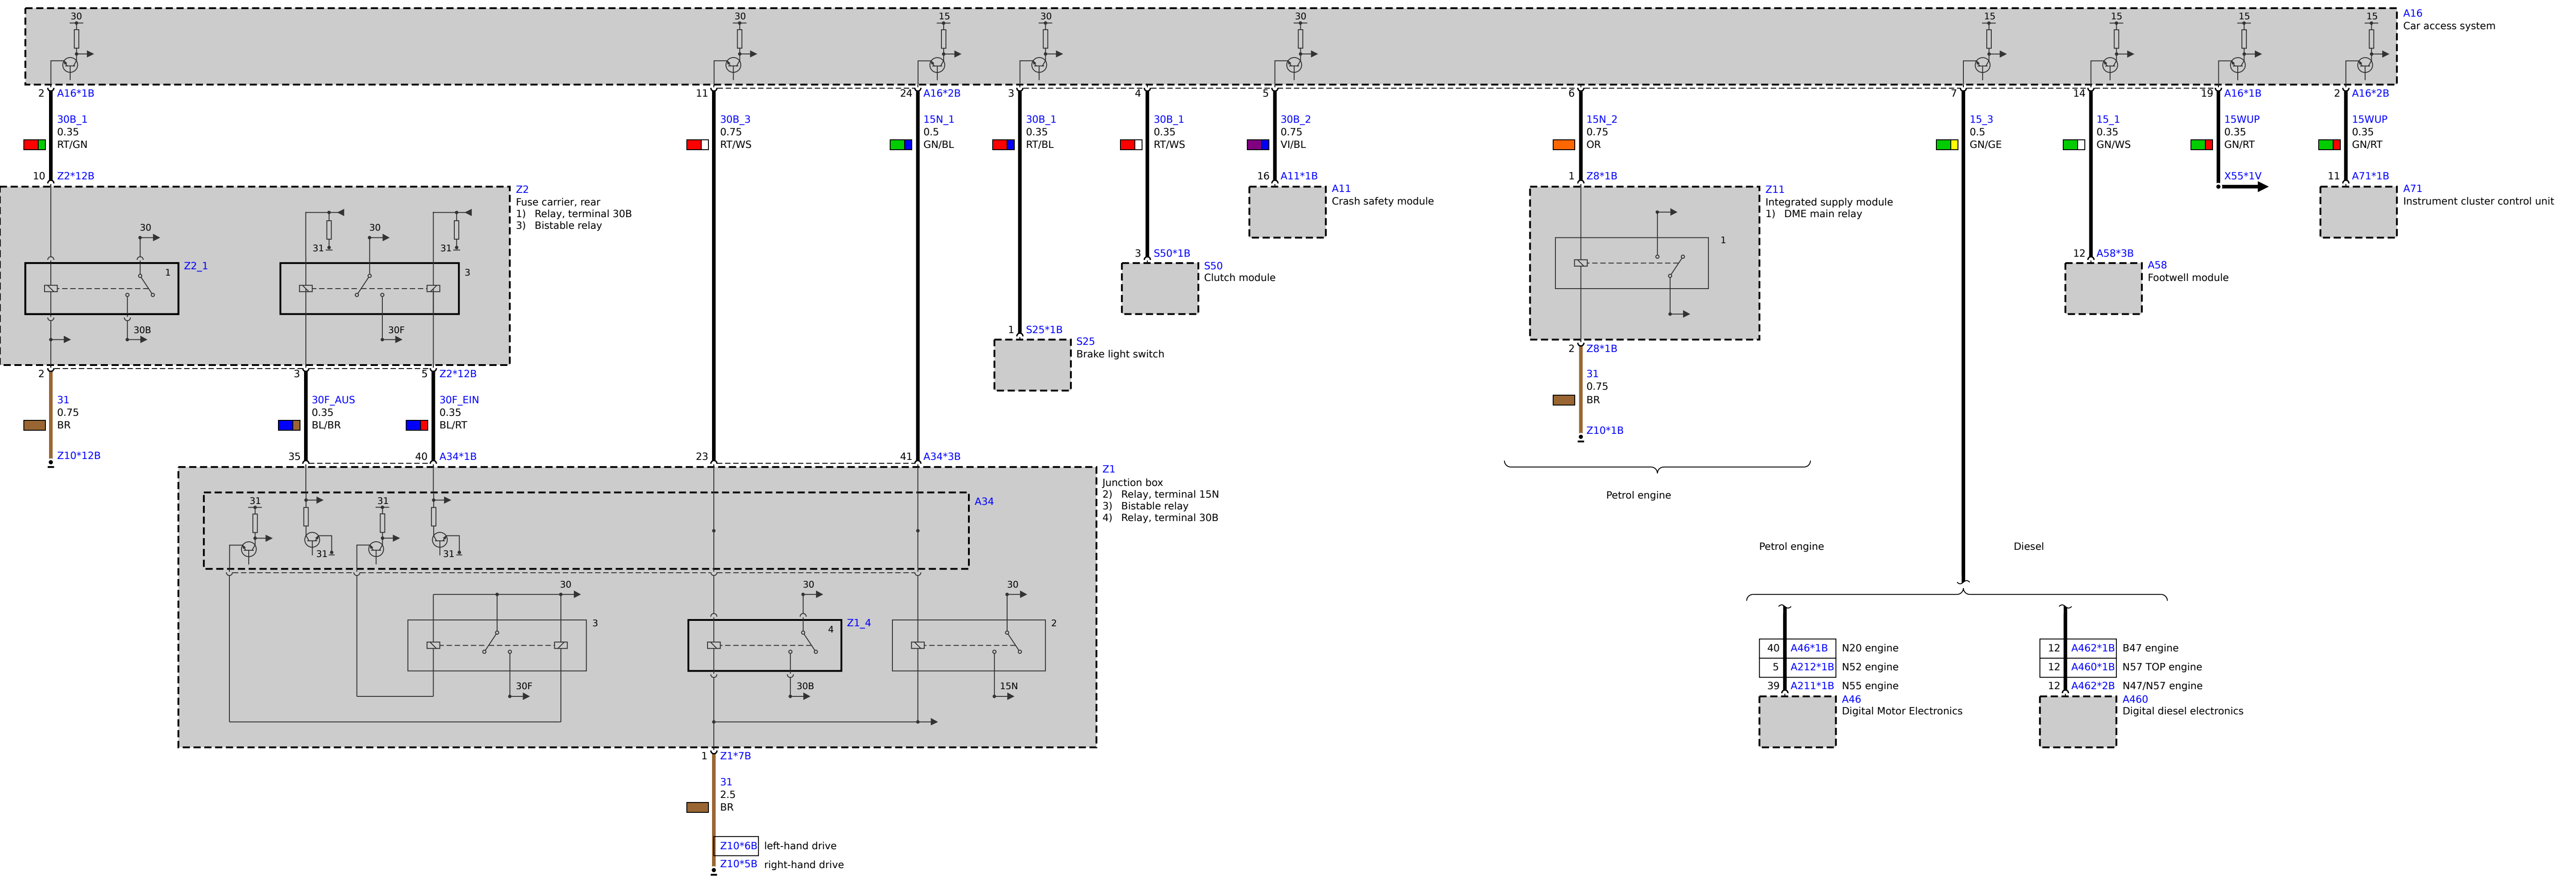 30
30
15
30
30
15
15
15
15
A16
Car access system
2 A16*1B
11
24 A16*2B
3
4
5
6
7
14
19 A16*1B
2 A16*2B
30B_1
0.35
RT/GN
30B_3
0.75
RT/WS
15N_1
0.5
GN/BL
30B_1
0.35
RT/BL
30B_1
0.35
RT/WS
30B_2
0.75
VI/BL
15N_2
0.75
OR
15_3
0.5
GN/GE
15_1
0.35
GN/WS
15WUP
0.35
GN/RT
15WUP
0.35
GN/RT
10 Z2*12B
16 A11*1B
1 Z8*1B
X55*1V
11 A71*1B
Z2
Fuse carrier, rear
1) Relay, terminal 30B
3) Bistable relay
A11
Crash safety module
Z11
Integrated supply module
1) DME main relay
A71
Instrument cluster control unit
30
31
30
31
1
Z2_1
3
30B
30F
1
3 S50*1B
S50
Clutch module
12 A58*3B
A58
Footwell module
1 S25*1B
S25
Brake light switch
2 Z8*1B
31
0.75
BR
Z10*1B
2
3
5 Z2*12B
31
0.75
BR
30F_AUS
0.35
BL/BR
30F_EIN
0.35
BL/RT
Z10*12B
35
40 A34*1B
23
41 A34*3B
Z1
Junction box
2) Relay, terminal 15N
3) Bistable relay
4) Relay, terminal 30B
A34
31
31
31
31
Petrol engine
Petrol engine
Diesel
30
30
30
3
4
Z1_4
2
30F
30B
15N
40 A46*1B N20 engine
5 A212*1B N52 engine
39 A211*1B N55 engine
A46
Digital Motor Electronics
12 A462*1B B47 engine
12 A460*1B N57 TOP engine
12 A462*2B N47/N57 engine
A460
Digital diesel electronics
1 Z1*7B
31
2.5
BR
Z10*6B left-hand drive
Z10*5B right-hand drive